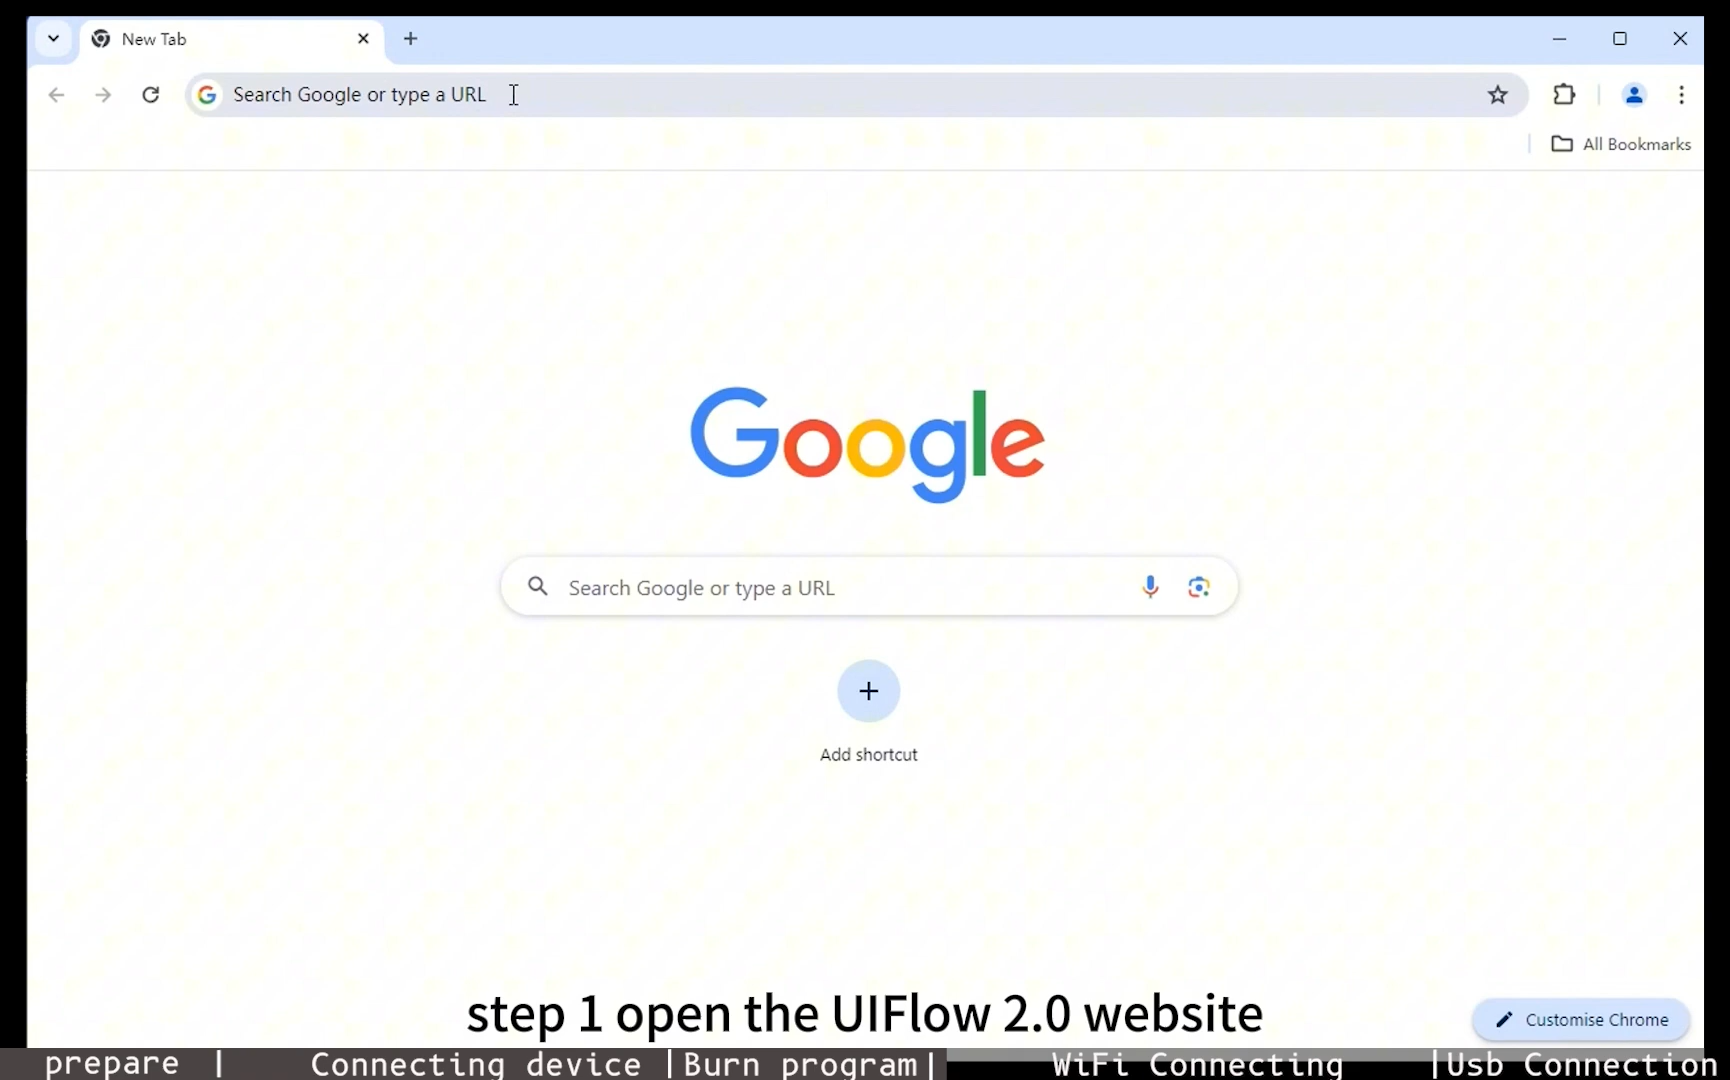 New Tab
Search Google or type a URL
All Bookmarks
Google
Search Google or type a URL
Add shortcut
step 1 open the UIFlow 2.0 website
Customise Chrome
prepare | Connecting device |Burn program| WiFi Connecting |Usb Connection